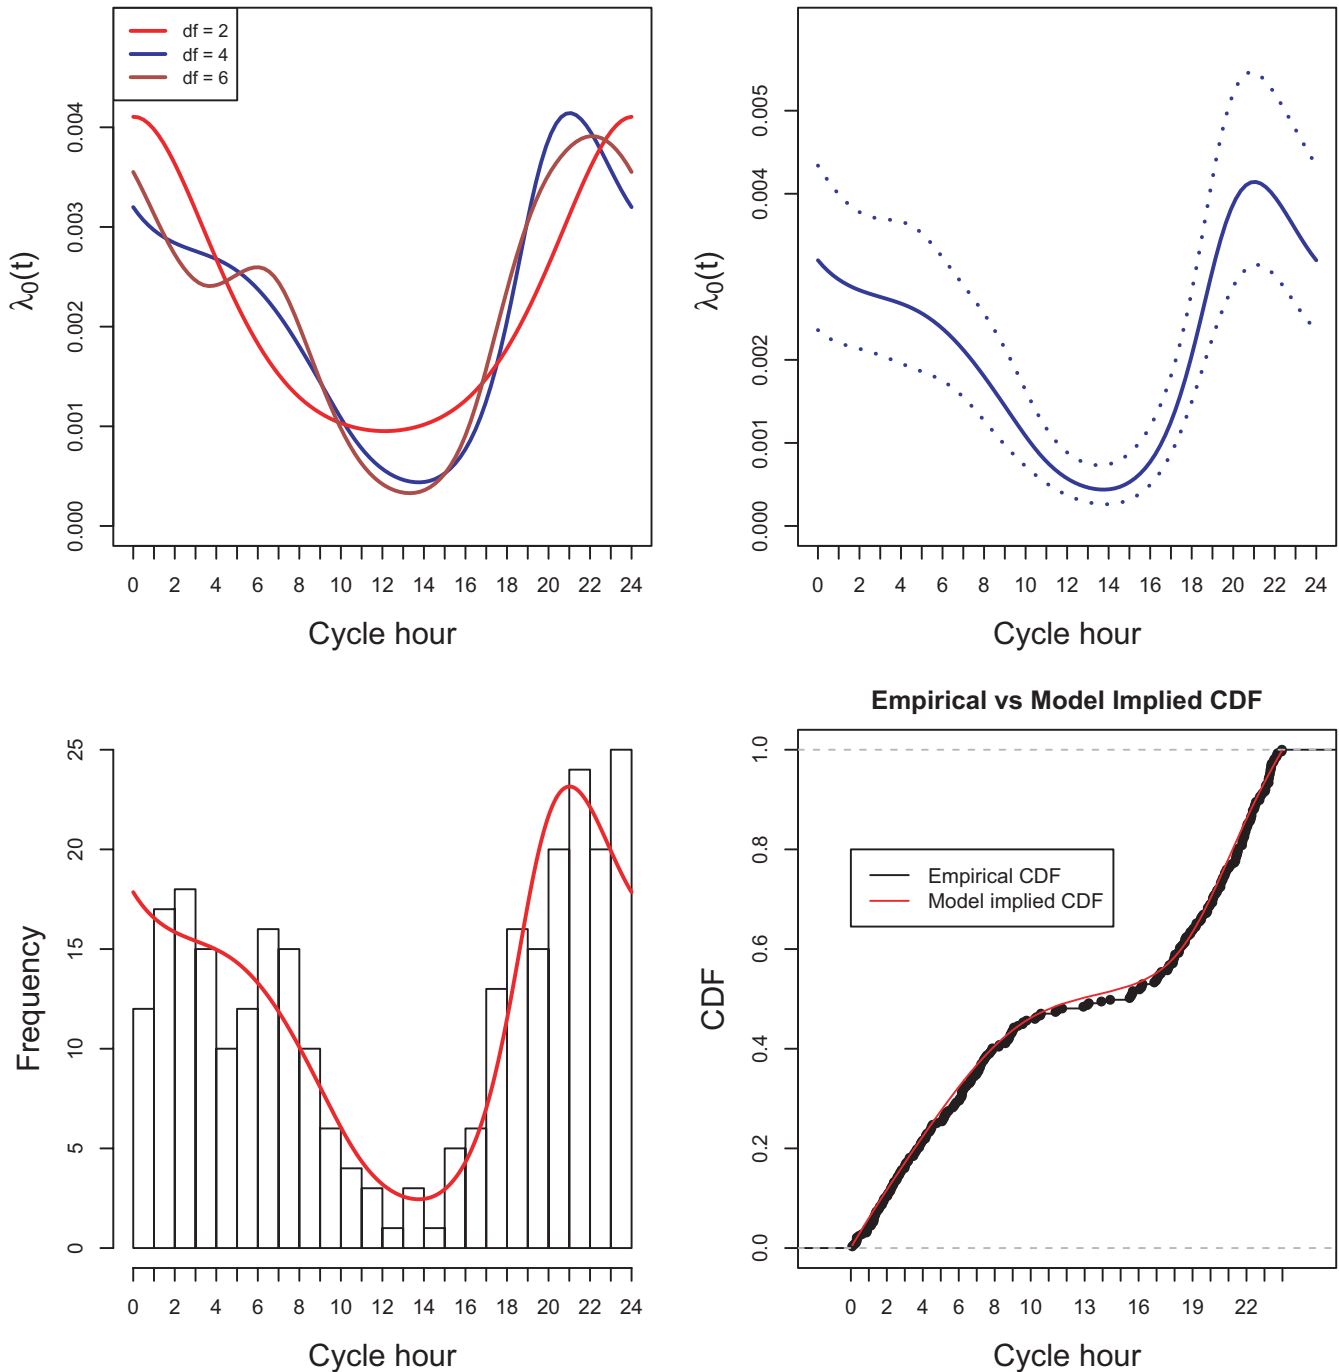 df = 2
df = 4
df = 6
λ0(t)
0.000 0.001 0.002 0.003 0.004
0 2 4 6 8 10 12 14 16 18 20 22 24
Cycle hour
λ0(t)
0.000 0.001 0.002 0.004 0.005
0 2 4 6 8 10 12 14 16 18 20 22 24
Cycle hour
Frequency
0 5 10 15 20 25
0 2 4 6 8 10 12 14 16 18 20 22 24
Cycle hour
Empirical vs Model Implied CDF
Empirical CDF
Model implied CDF
CDF
0.0 0.2 0.4 0.6 0.8 1.0
0 2 4 6 8 10 13 16 19 22
Cycle hour